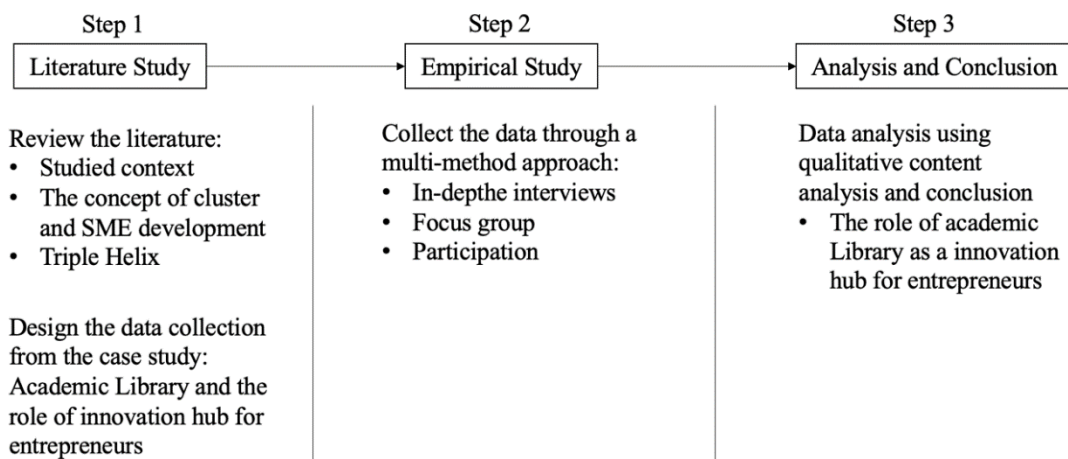 Step 1
Literature Study
Review the literature:
• Studied context
• The concept of cluster
and SME development
• Triple Helix
Design the data collection
from the case study:
Academic Library and the
role of innovation hub for
entrepreneurs
Step 2
Empirical Study
Collect the data through a
multi-method approach:
• In-depthe interviews
• Focus group
• Participation
Step 3
Analysis and Conclusion
Data analysis using
qualitative content
analysis and conclusion
• The role of academic
Library as a innovation
hub for entrepreneurs